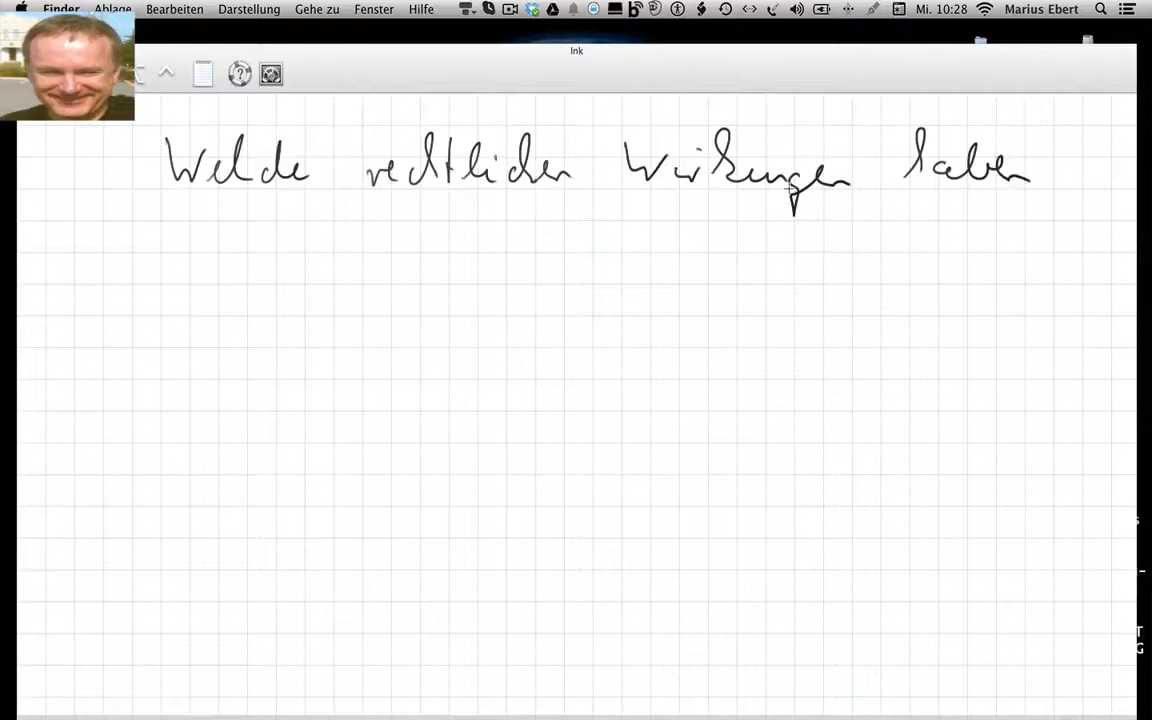 Finder Ablage Bearbeiten Darstellung Gehe zu Fenster Hilfe Mi. 10:28 Marius Ebert
Ink
Welche rechtlichen Wirkungen haben
s
T
G